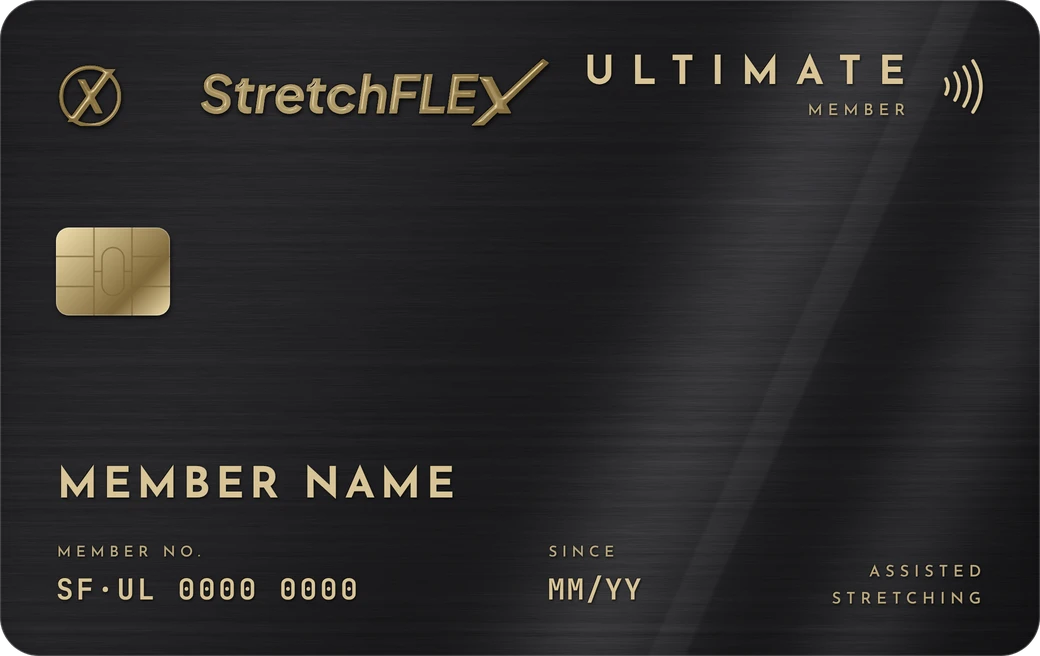 X
StretchFLEX
ULTIMATE
MEMBER
MEMBER NAME
MEMBER NO.
SF·UL 0000 0000
SINCE
MM/YY
ASSISTED
STRETCHING